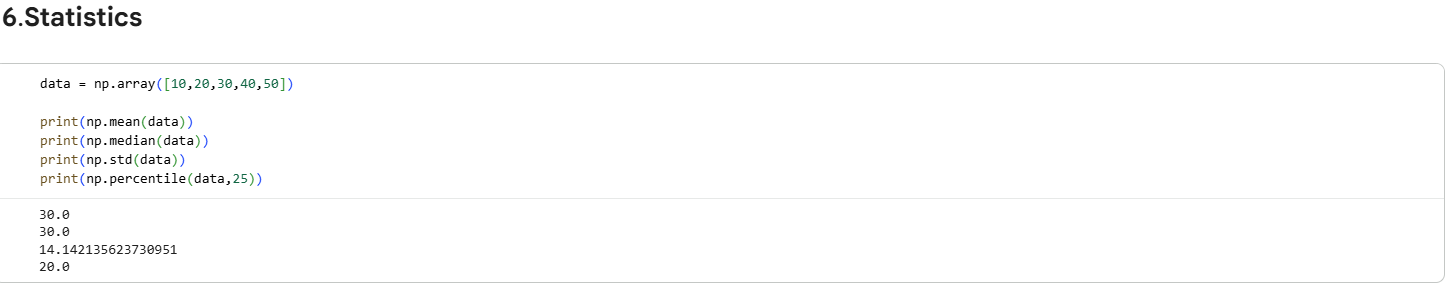 6.Statistics
data = np.array([10,20,30,40,50])
print(np.mean(data))
print(np.median(data))
print(np.std(data))
print(np.percentile(data,25))
30.0
30.0
14.142135623730951
20.0